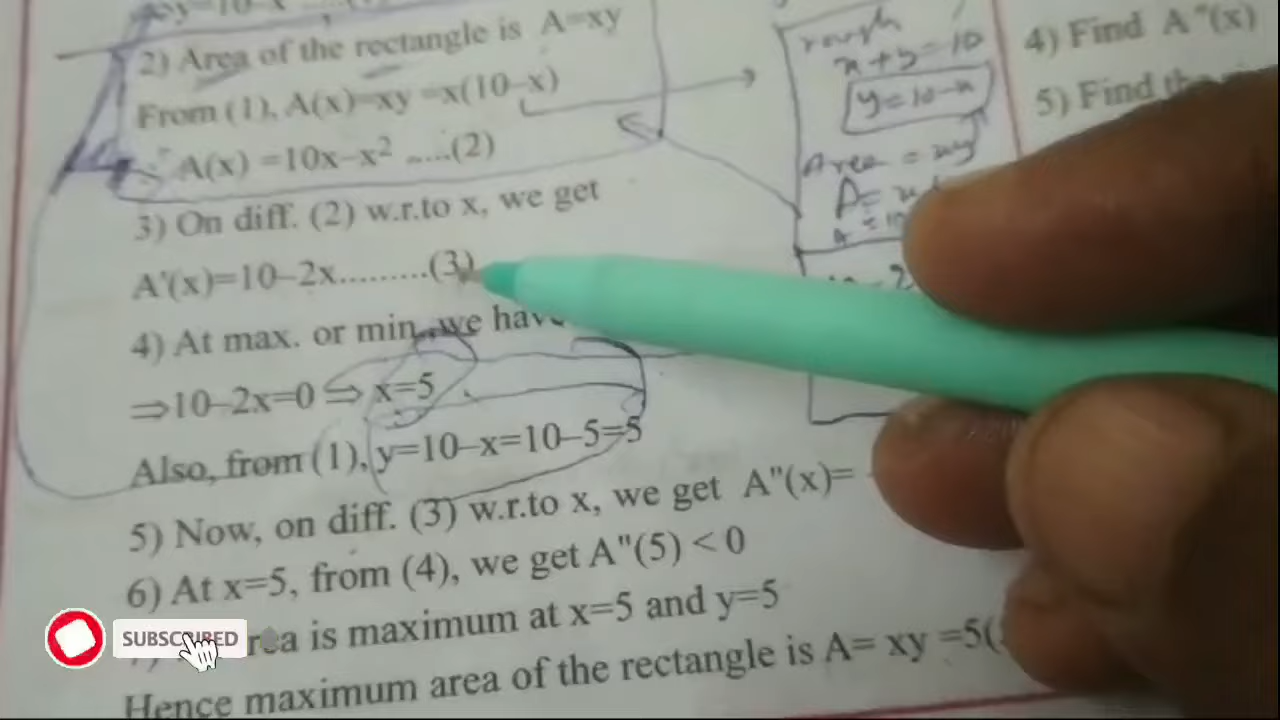 2) Area of the rectangle is A=xy
From (1), A(x)=xy =x(10–x)
A(x) =10x–x² .....(2)
3) On diff. (2) w.r.to x, we get
A'(x)=10–2x.........(3)
4) At max. or min. we have
⇒10–2x=0 ⇒ x=5
Also, from (1), y=10–x=10–5=5
5) Now, on diff. (3) w.r.to x, we get A"(x)=
6) At x=5, from (4), we get A"(5) < 0
is maximum at x=5 and y=5
Hence maximum area of the rectangle is A= xy =5(
rough
x+y=10
y=10-x
Area = xy
4) Find A"(x)
5) Find the
SUBSCRIBED